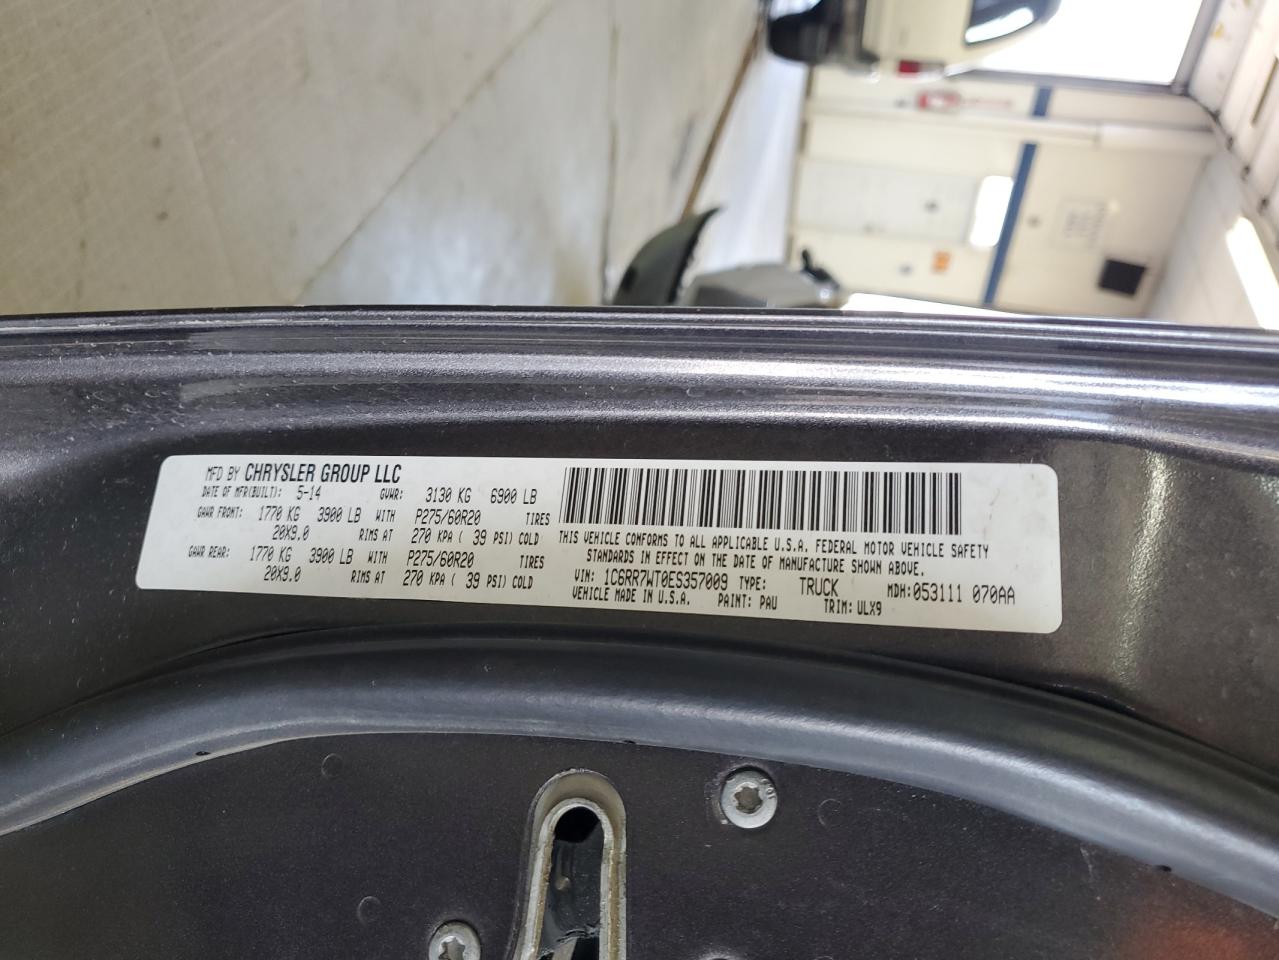 MFD BY CHRYSLER GROUP LLC
DATE OF MFR(BUILT): 5-14 GVWR: 3130 KG 6900 LB
GAWR FRONT: 1770 KG 3900 LB WITH P275/60R20 TIRES
20X9.0 RIMS AT 270 KPA ( 39 PSI) COLD
GAWR REAR: 1770 KG 3900 LB WITH P275/60R20 TIRES
20X9.0 RIMS AT 270 KPA ( 39 PSI) COLD
THIS VEHICLE CONFORMS TO ALL APPLICABLE U.S.A. FEDERAL MOTOR VEHICLE SAFETY
STANDARDS IN EFFECT ON THE DATE OF MANUFACTURE SHOWN ABOVE.
VIN: 1C6RR7WT0ES357009 TYPE: TRUCK MDH: 053111 070AA
VEHICLE MADE IN U.S.A. PAINT: PAU TRIM: ULX9